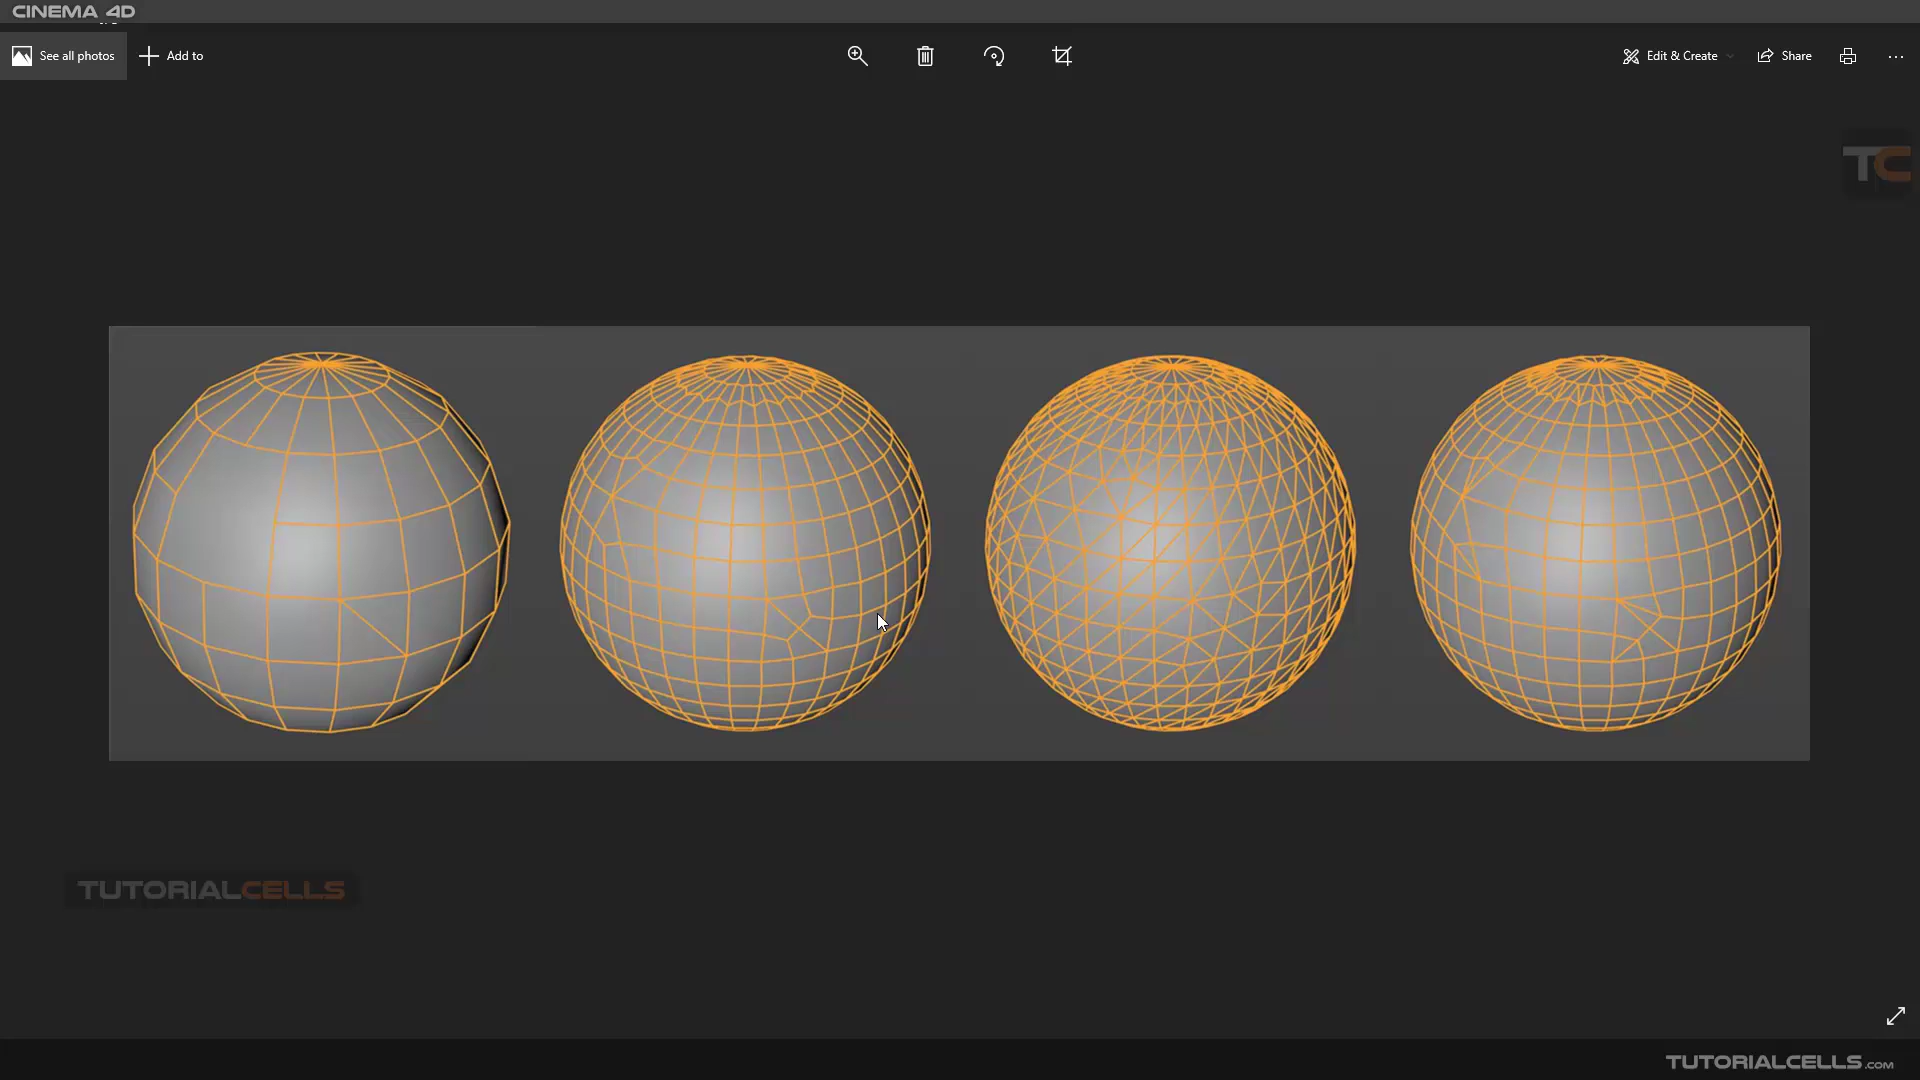 CINEMA 4D
See all photos
Add to
Edit & Create
Share
TC
TUTORIALCELLS
TUTORIALCELLS.COM